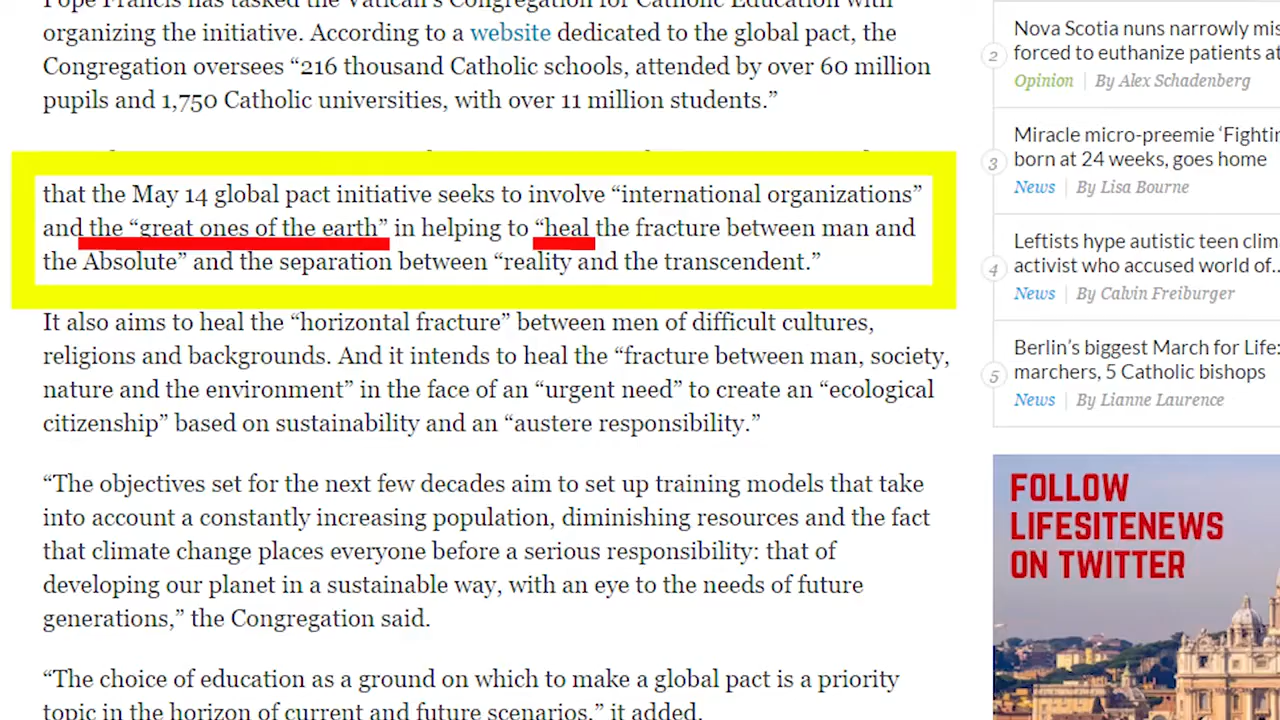 Pope Francis has tasked the Vatican's Congregation for Catholic Education with
organizing the initiative. According to a website dedicated to the global pact, the
Congregation oversees “216 thousand Catholic schools, attended by over 60 million
pupils and 1,750 Catholic universities, with over 11 million students.”
that the May 14 global pact initiative seeks to involve “international organizations”
and the “great ones of the earth” in helping to “heal the fracture between man and
the Absolute” and the separation between “reality and the transcendent.”
It also aims to heal the “horizontal fracture” between men of difficult cultures,
religions and backgrounds. And it intends to heal the “fracture between man, society,
nature and the environment” in the face of an “urgent need” to create an “ecological
citizenship” based on sustainability and an “austere responsibility.”
“The objectives set for the next few decades aim to set up training models that take
into account a constantly increasing population, diminishing resources and the fact
that climate change places everyone before a serious responsibility: that of
developing our planet in a sustainable way, with an eye to the needs of future
generations,” the Congregation said.
“The choice of education as a ground on which to make a global pact is a priority
topic in the horizon of current and future scenarios,” it added.
2
Nova Scotia nuns narrowly mis
forced to euthanize patients at
Opinion | By Alex Schadenberg
3
Miracle micro-preemie ‘Fightin
born at 24 weeks, goes home
News | By Lisa Bourne
4
Leftists hype autistic teen clim
activist who accused world of..
News | By Calvin Freiburger
5
Berlin's biggest March for Life:
marchers, 5 Catholic bishops
News | By Lianne Laurence
FOLLOW
LIFESITENEWS
ON TWITTER